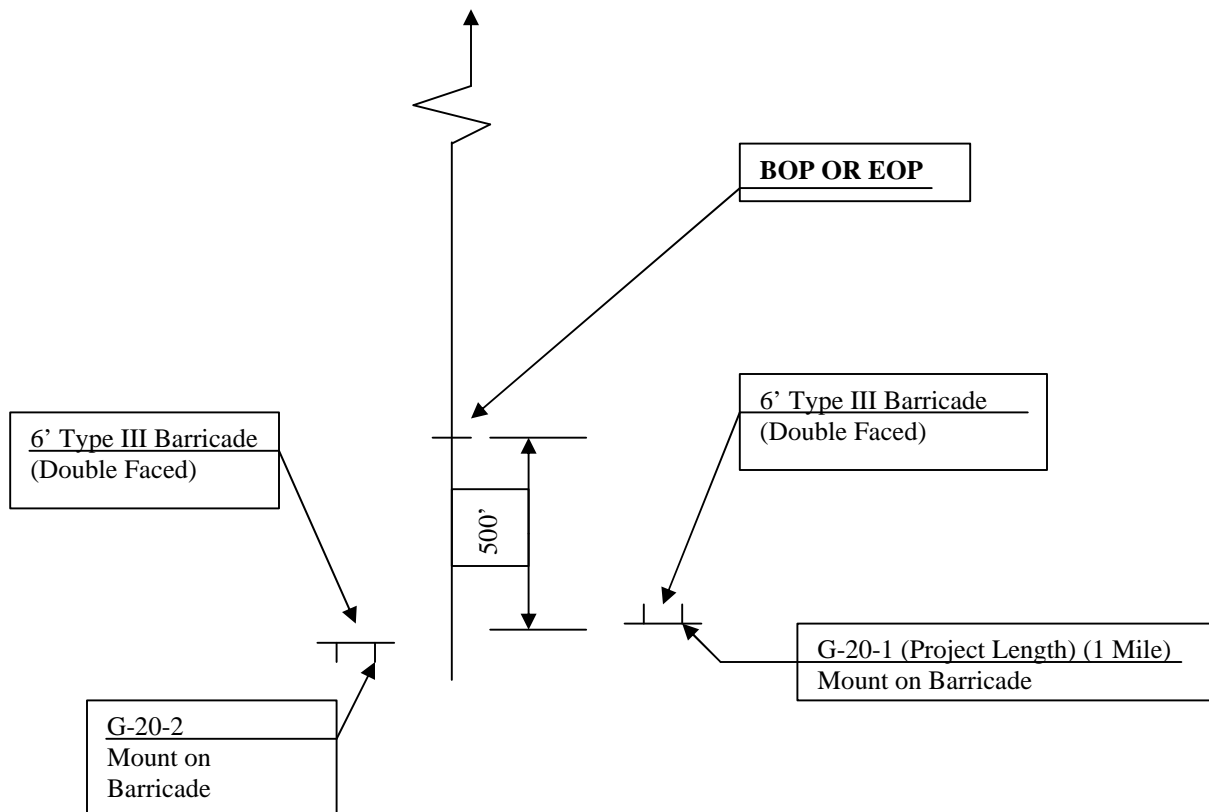 BOP OR EOP
6’ Type III Barricade
(Double Faced)
6’ Type III Barricade
(Double Faced)
500’
G-20-1 (Project Length) (1 Mile)
Mount on Barricade
G-20-2
Mount on
Barricade